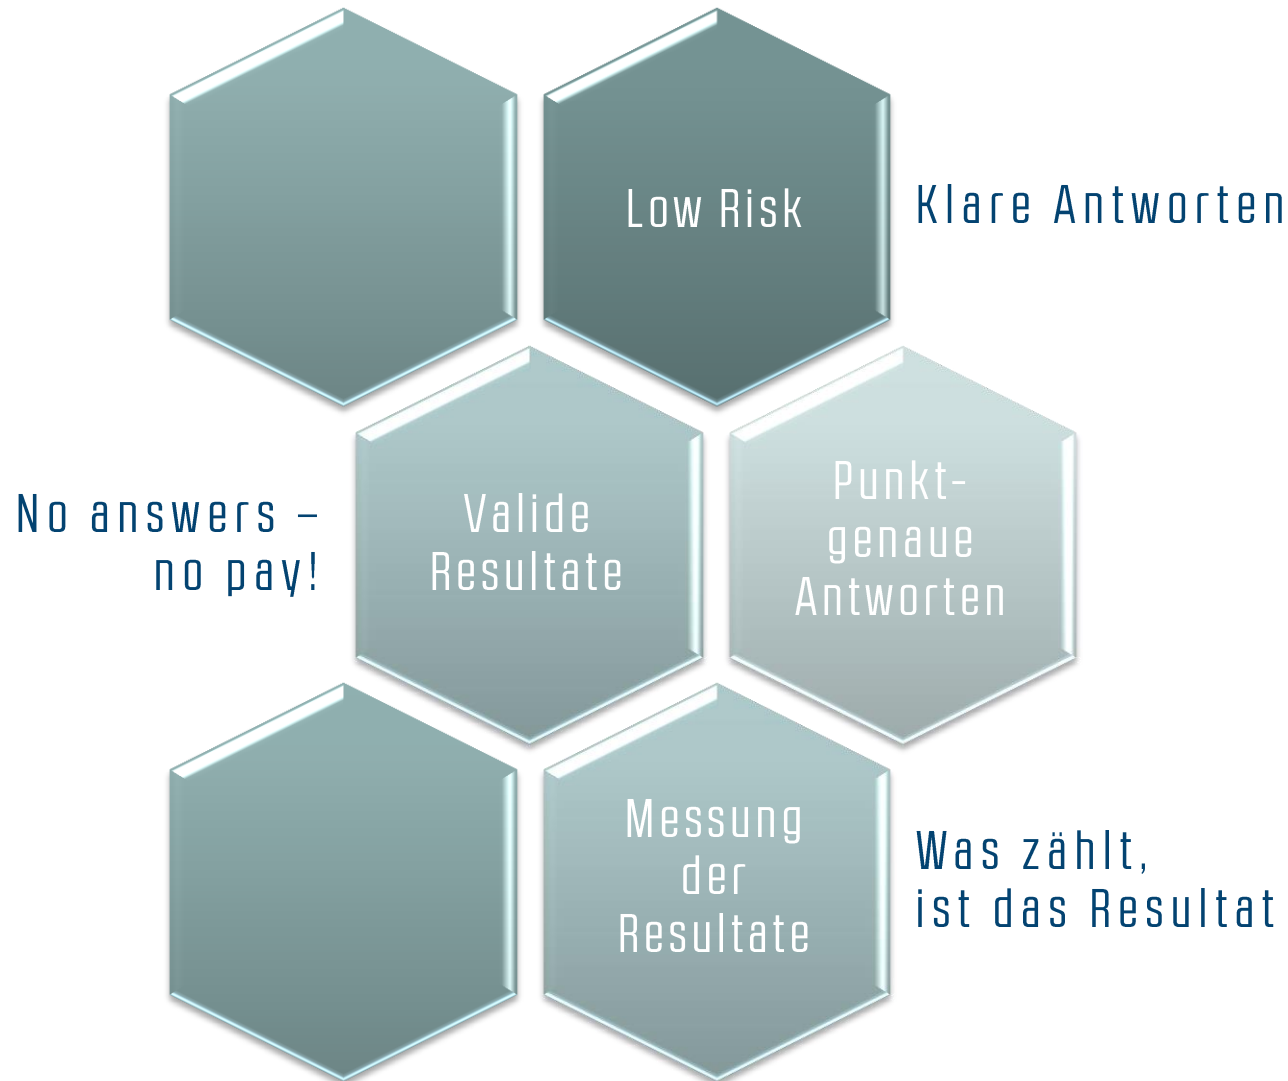 Low Risk
Klare Antworten
No answers –
no pay!
Valide
Resultate
Punkt-
genaue
Antworten
Messung
der
Resultate
Was zählt,
ist das Resultat